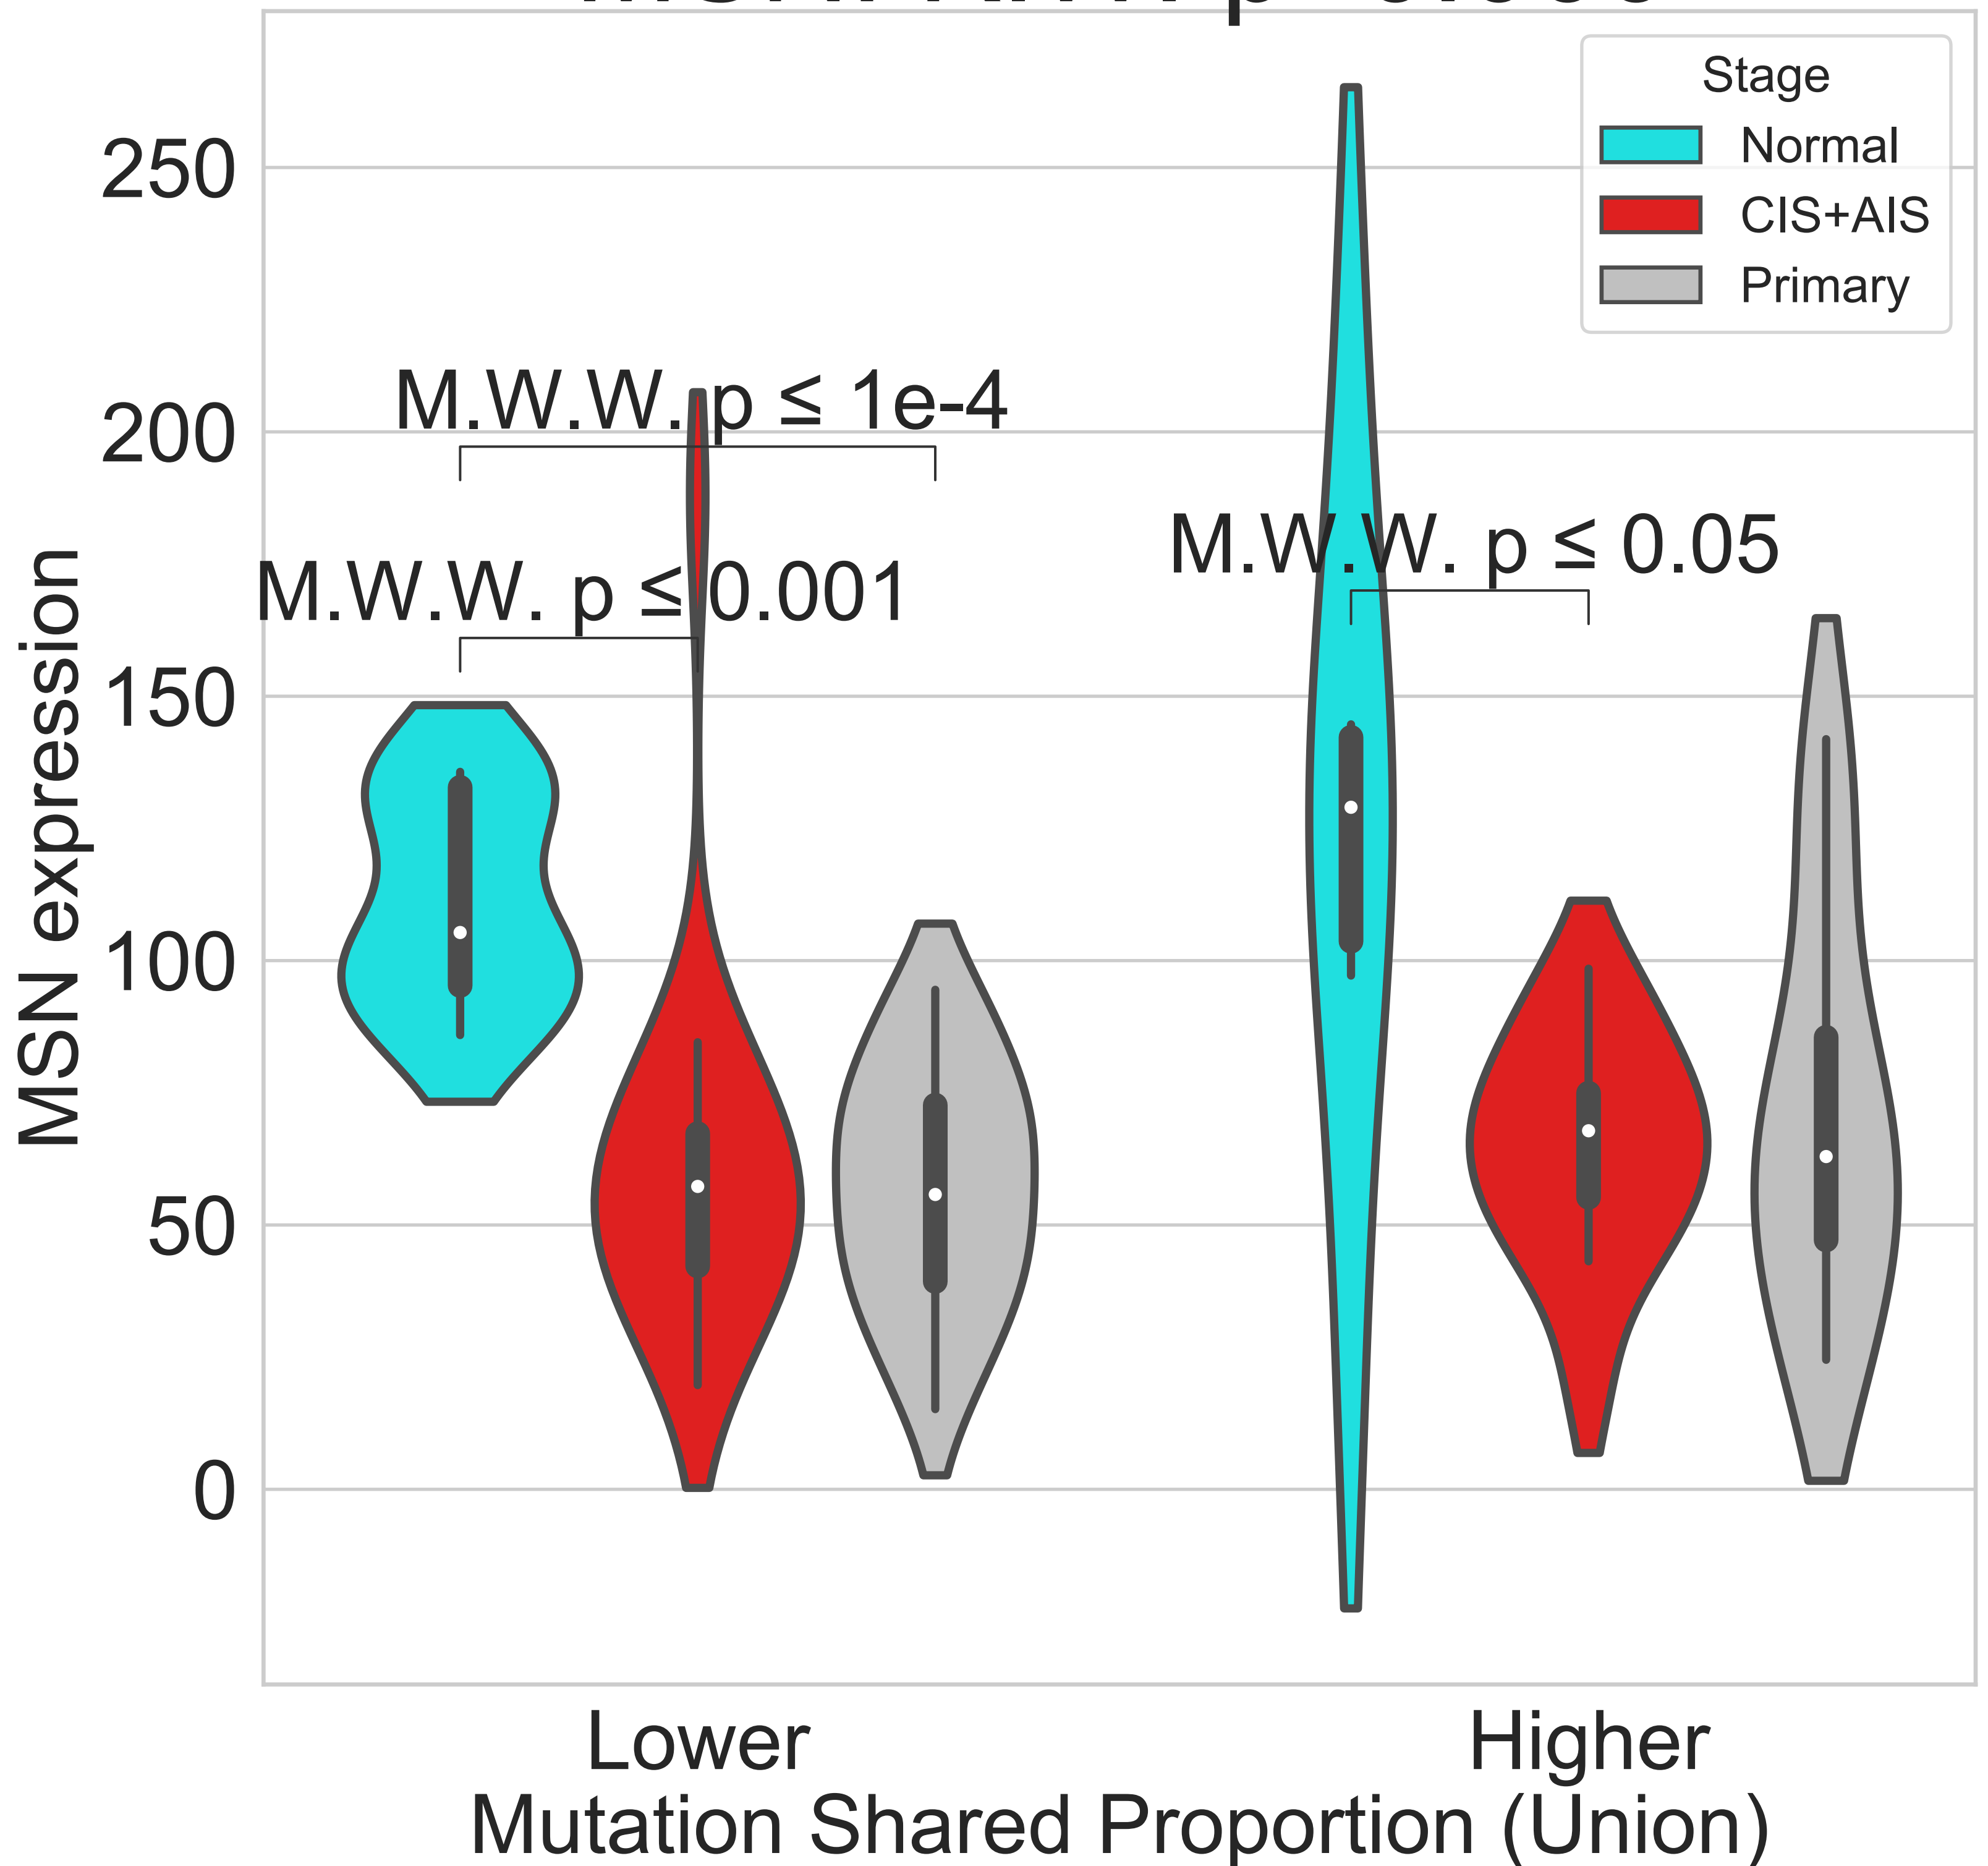 Stage
Normal
CIS+AIS
Primary
250
200
150
100
50
0
MSN expression
M.W.W. p ≤ 1e-4
M.W.W. p ≤ 0.001
M.W.W. p ≤ 0.05
Lower
Higher
Mutation Shared Proportion (Union)